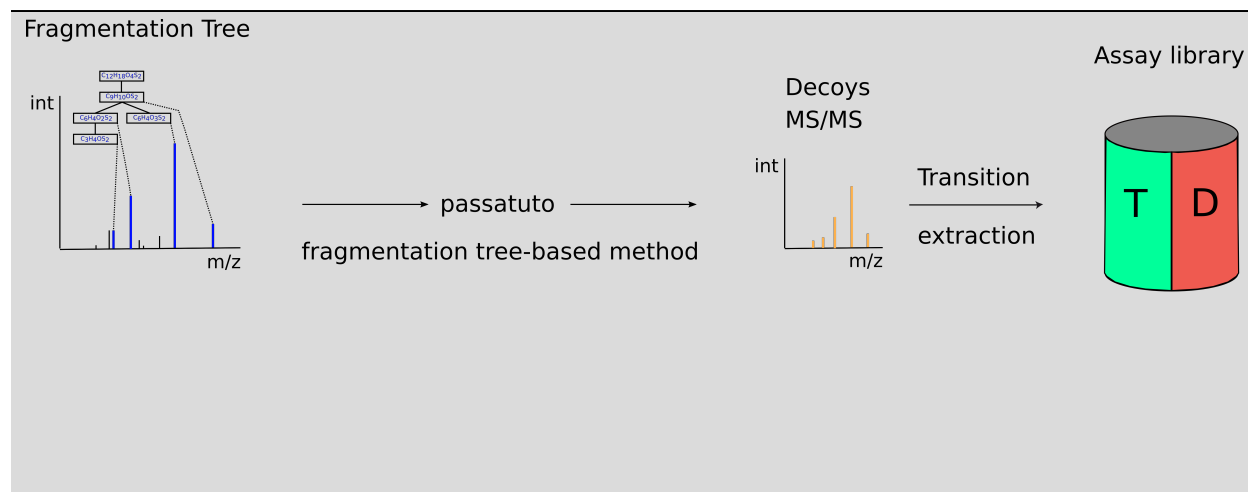 Fragmentation Tree
C12H18O4S2
C9H10OS2
C6H4O2S2
C6H4O3S2
C3H4OS2
int
m/z
passatuto
fragmentation tree-based method
Decoys
MS/MS
int
m/z
Transition
extraction
Assay library
T
D